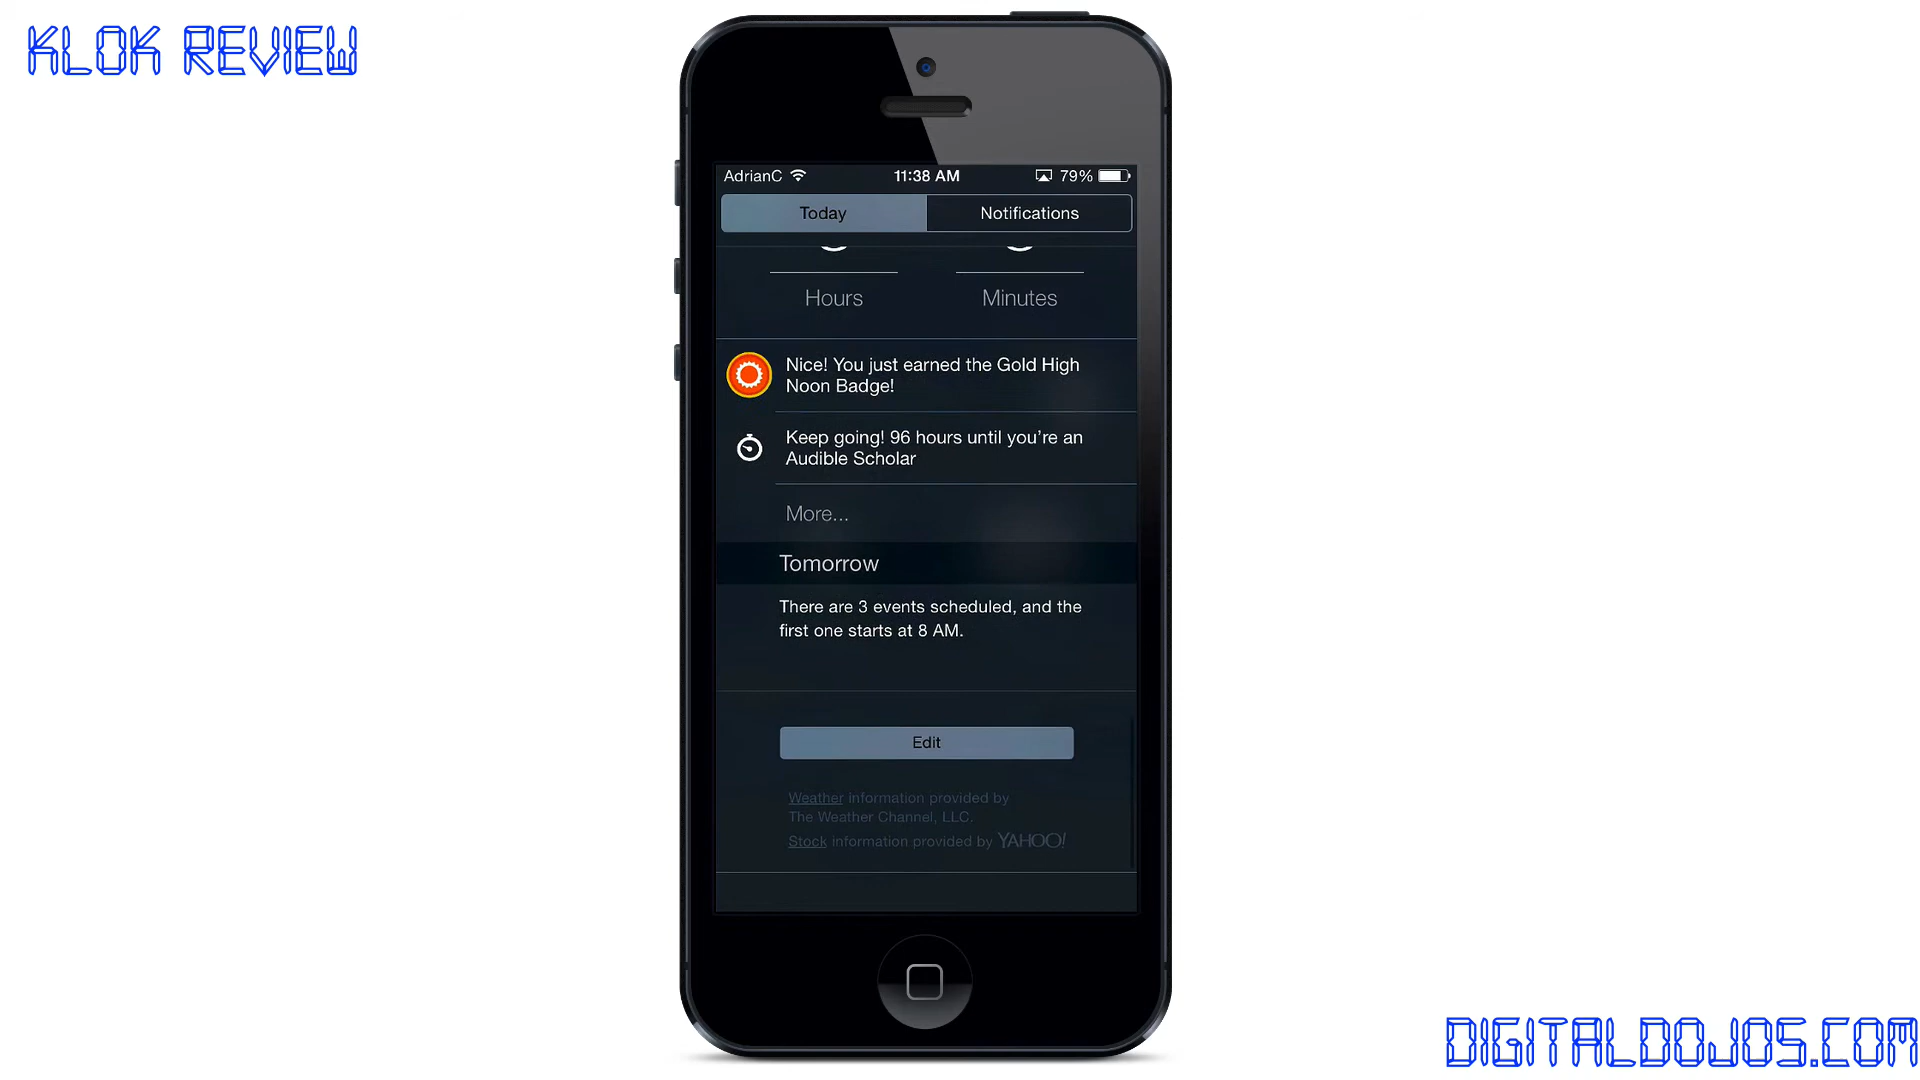 KLOK REVIEW
AdrianC 11:38 AM 79%
Today Notifications
Hours Minutes
Nice! You just earned the Gold High
Noon Badge!
Keep going! 96 hours until you're an
Audible Scholar
More...
Tomorrow
There are 3 events scheduled, and the
first one starts at 8 AM.
Edit
Weather information provided by
The Weather Channel, LLC.
Stock information provided by YAHOO!
DIGITALDOJOS.COM